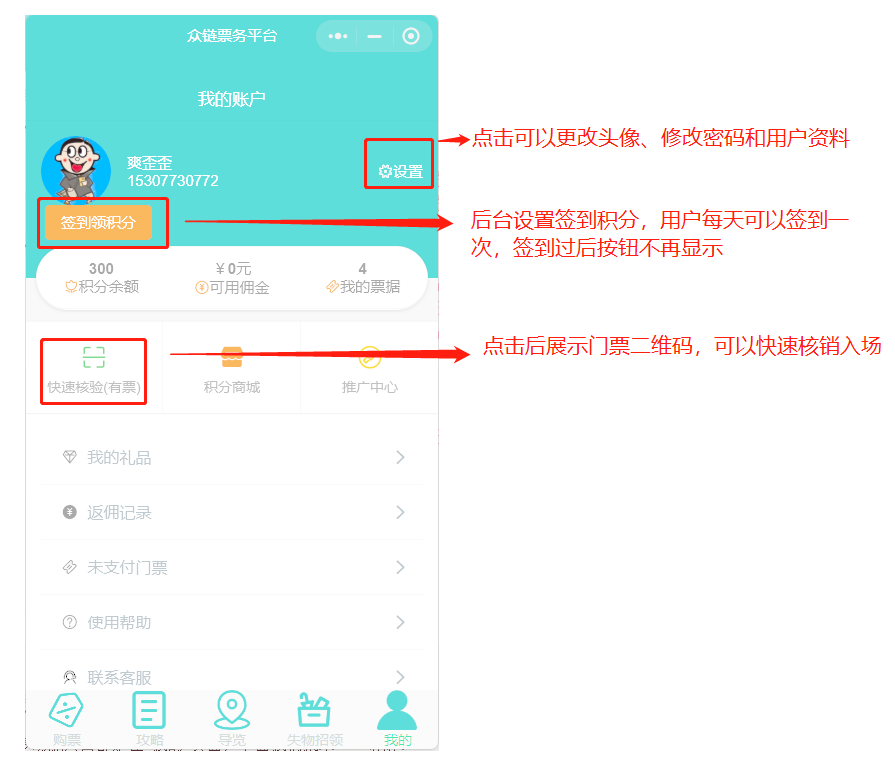 众链票务平台
我的账户
爽歪歪
15307730772
设置
点击可以更改头像、修改密码和用户资料
签到领积分
后台设置签到积分，用户每天可以签到一
次，签到过后按钮不再显示
300
￥0元
4
积分余额
可用佣金
我的票据
点击后展示门票二维码，可以快速核销入场
快速核验(有票)
积分商城
推广中心
我的礼品
返佣记录
未支付门票
使用帮助
联系客服
购票
攻略
导览
失物招领
我的